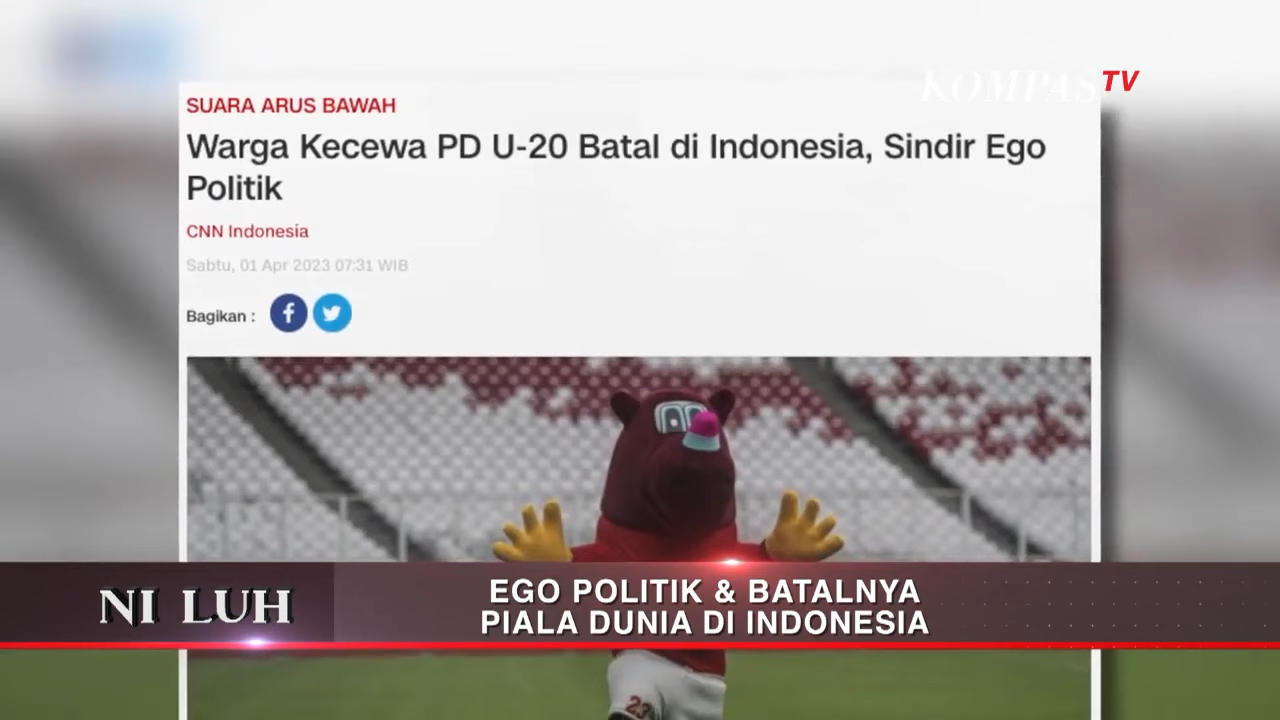 KOMPAS TV
SUARA ARUS BAWAH
Warga Kecewa PD U-20 Batal di Indonesia, Sindir Ego
Politik
CNN Indonesia
Sabtu, 01 Apr 2023 07:31 WIB
Bagikan :
NI LUH
EGO POLITIK & BATALNYA
PIALA DUNIA DI INDONESIA
23